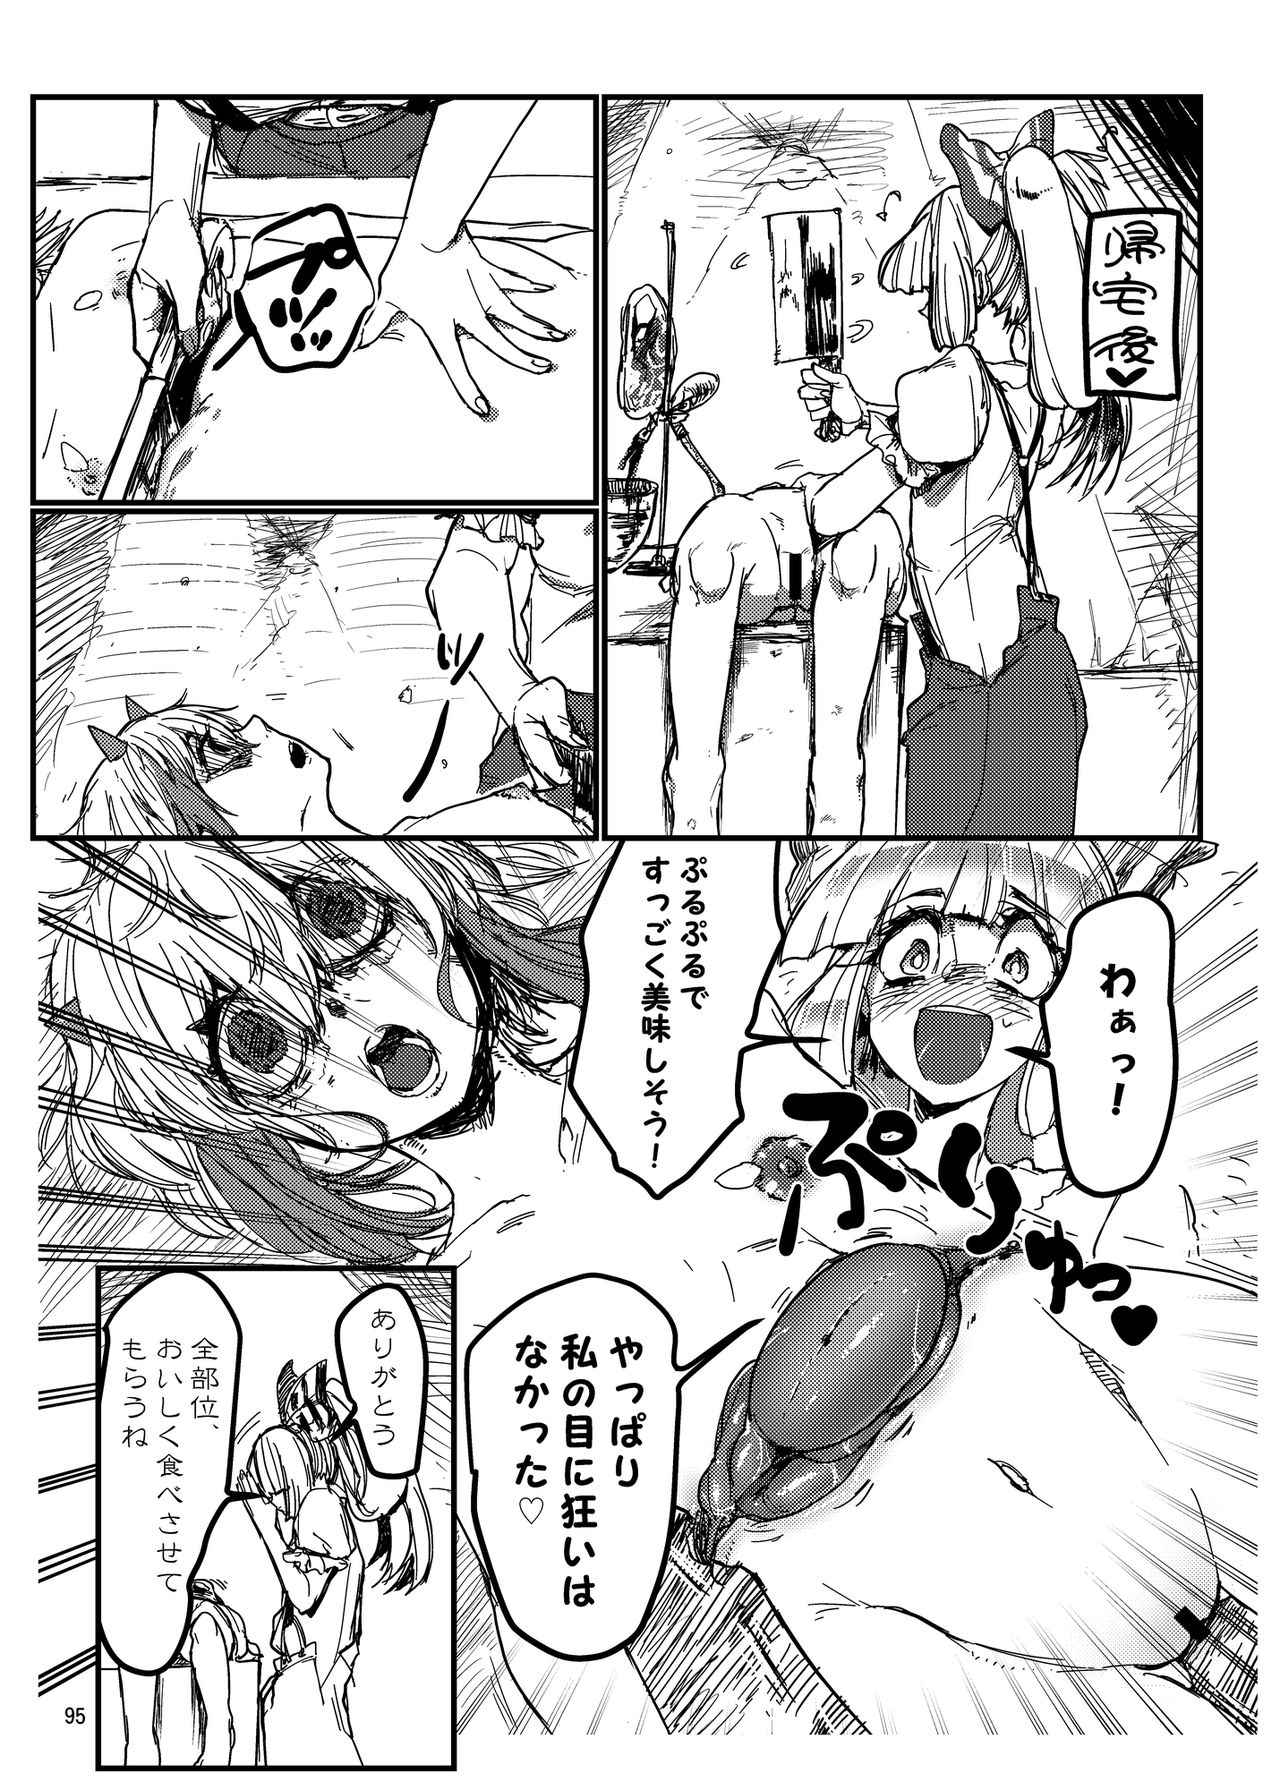 帰宅後♥
ズプッ
ツーッ
わぁっ！
ぷるぷるで
すっごく美味しそう！
ぷりゅっ♥
やっぱり
私の目に狂いは
なかった♡
ありがとう
全部位、
おいしく食べさせて
もらうね
95